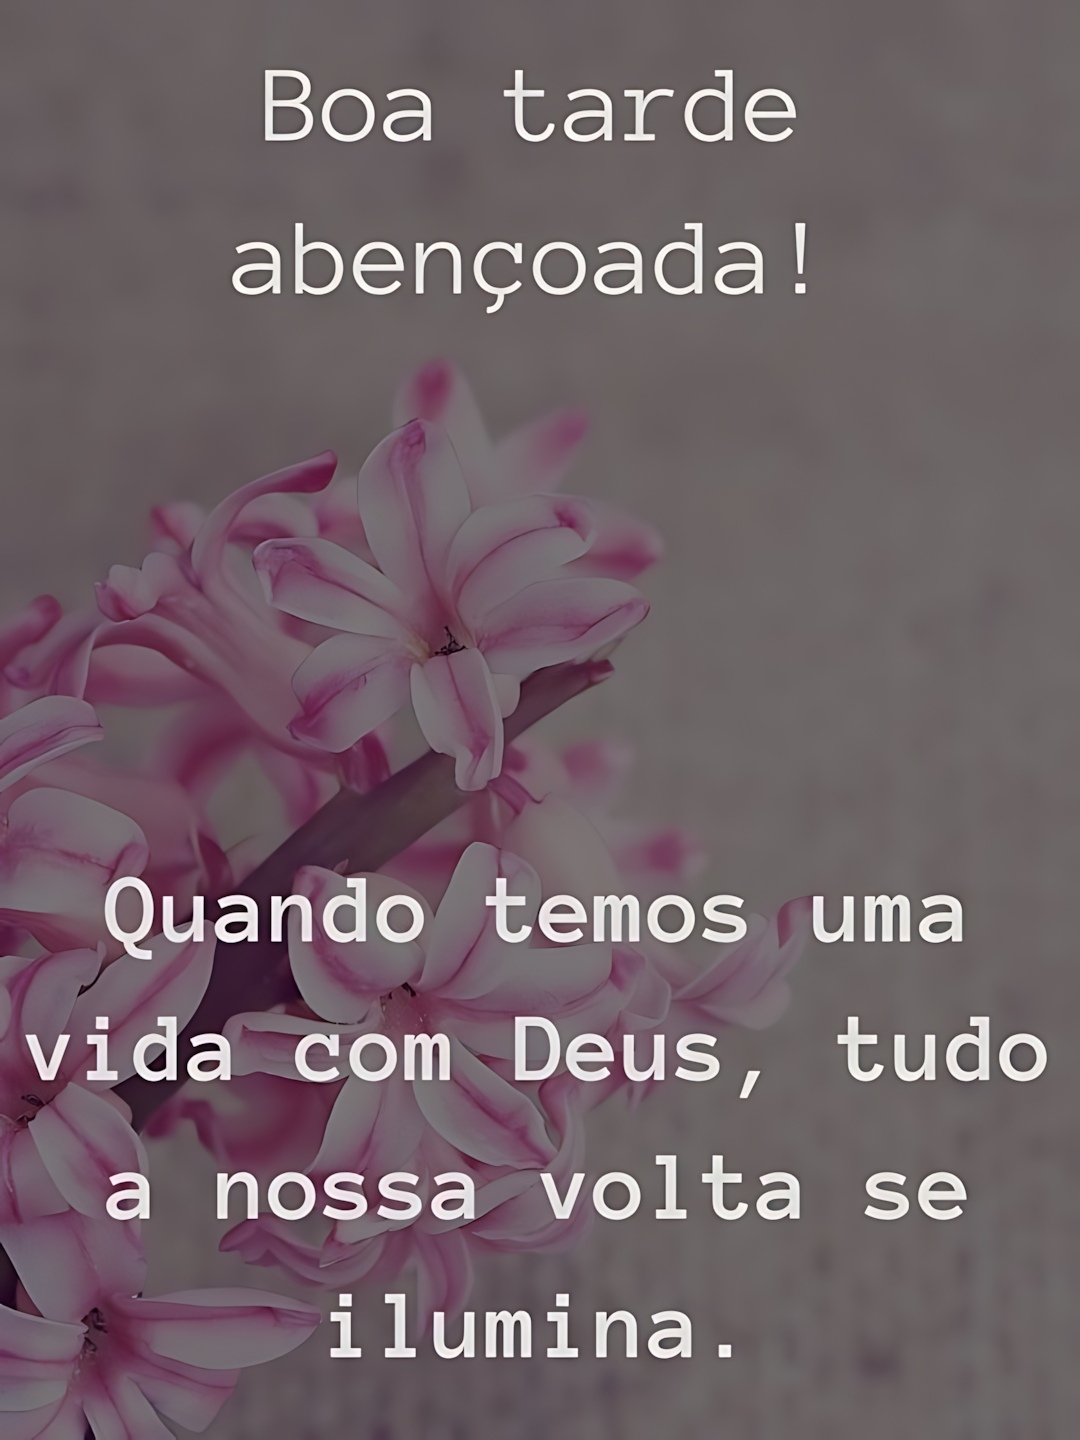 Boa tarde
abençoada!
Quando temos uma
vida com Deus, tudo
a nossa volta se
ilumina.